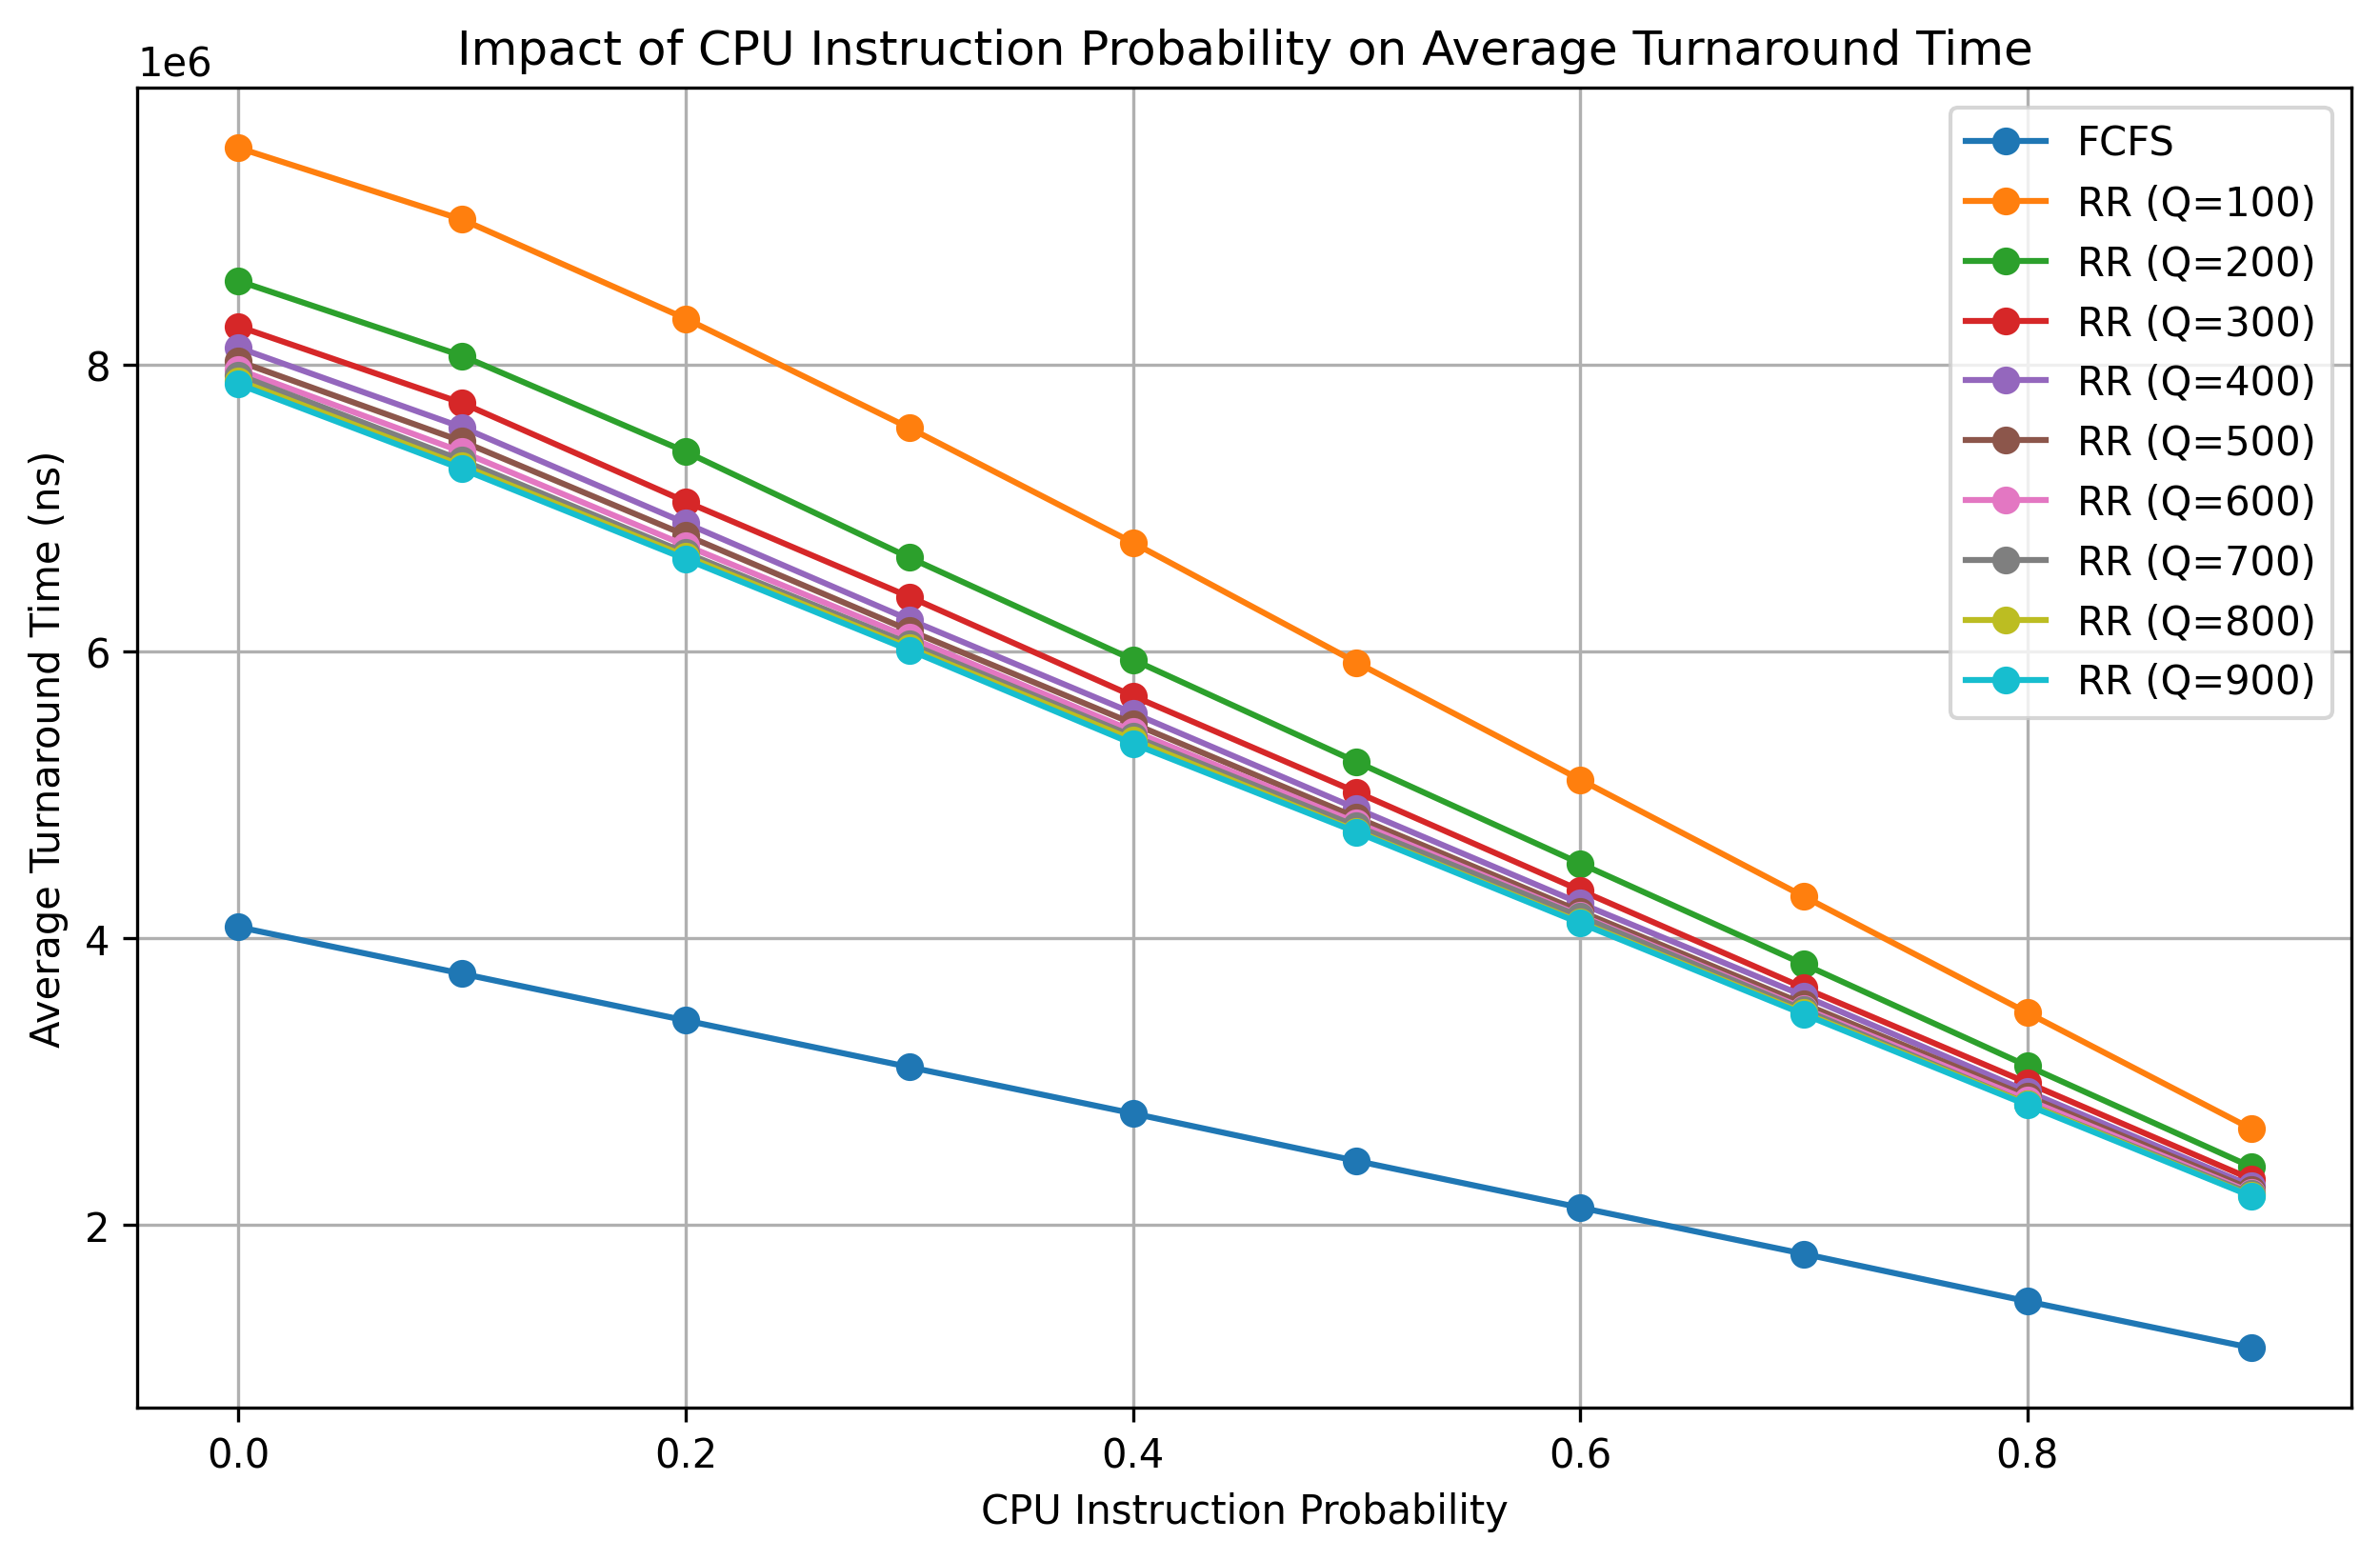 Impact of CPU Instruction Probability on Average Turnaround Time
1e6
8
6
4
2
Average Turnaround Time (ns)
0.0 0.2 0.4 0.6 0.8
CPU Instruction Probability
FCFS
RR (Q=100)
RR (Q=200)
RR (Q=300)
RR (Q=400)
RR (Q=500)
RR (Q=600)
RR (Q=700)
RR (Q=800)
RR (Q=900)